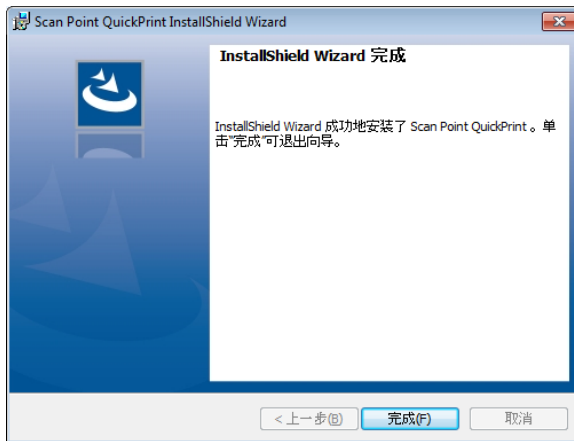 Scan Point QuickPrint InstallShield Wizard
InstallShield Wizard 完成
InstallShield Wizard 成功地安装了 Scan Point QuickPrint 。单
击“完成”可退出向导。
< 上一步(B)
完成(F)
取消